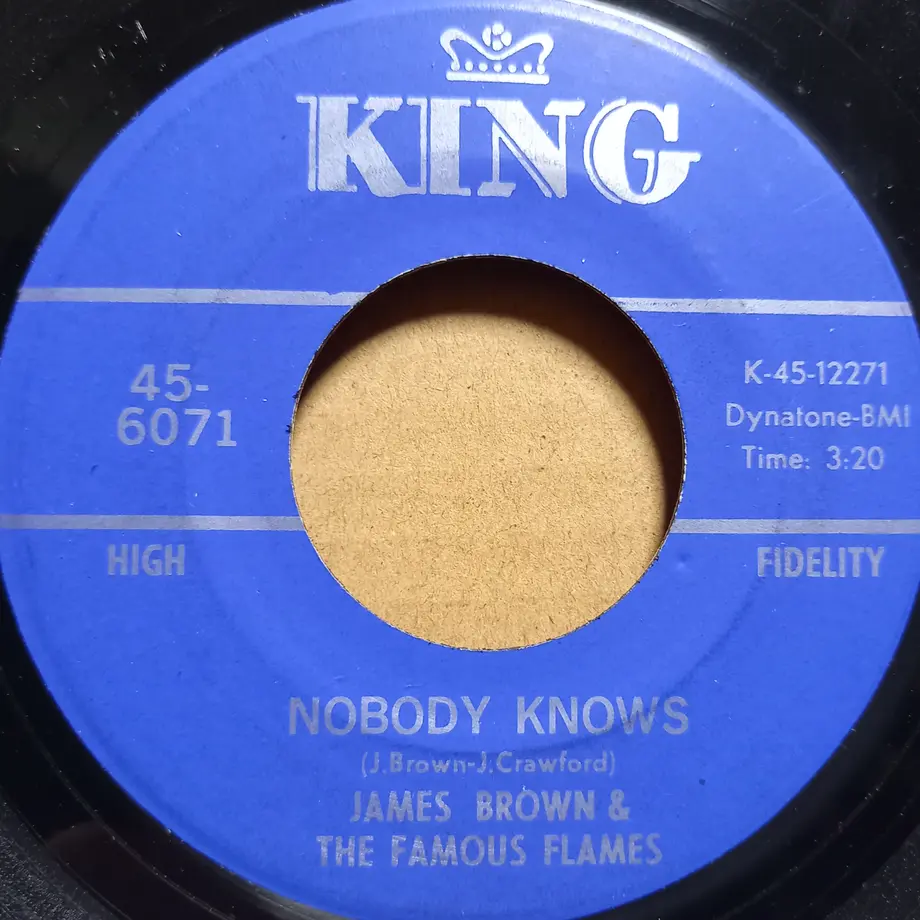 KING
45-
6071
K-45-12271
Dynatone-BMI
Time: 3:20
HIGH
FIDELITY
NOBODY KNOWS
(J.Brown-J.Crawford)
JAMES BROWN &
THE FAMOUS FLAMES